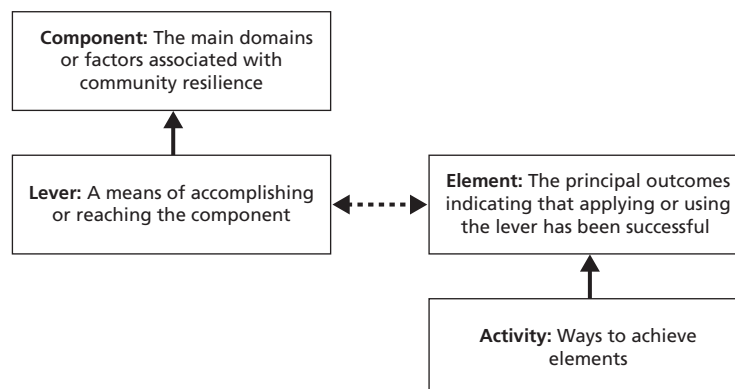 Component: The main domains
or factors associated with
community resilience
Lever: A means of accomplishing
or reaching the component
Element: The principal outcomes
indicating that applying or using
the lever has been successful
Activity: Ways to achieve
elements